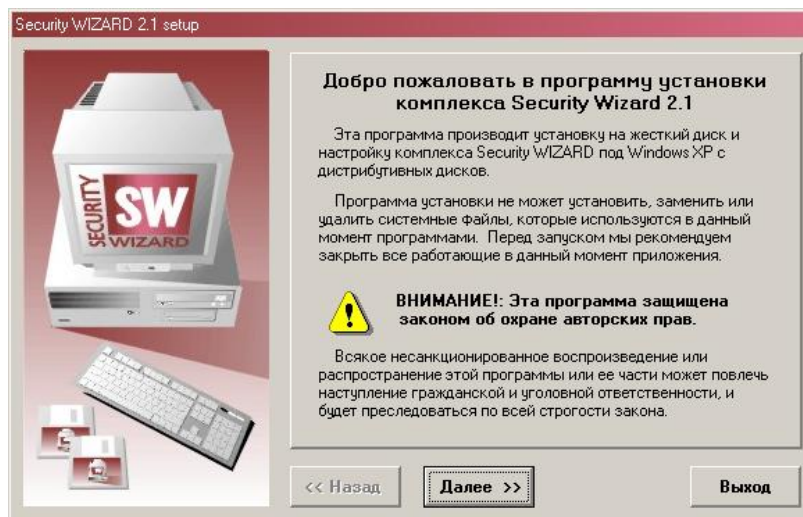 Security WIZARD 2.1 setup
SECURITY
SW
WIZARD
Добро пожаловать в программу установки
комплекса Security Wizard 2.1
Эта программа производит установку на жесткий диск и
настройку комплекса Security WIZARD под Windows XP с
дистрибутивных дисков.
Программа установки не может установить, заменить или
удалить системные файлы, которые используются в данный
момент программами. Перед запуском мы рекомендуем
закрыть все работающие в данный момент приложения.
ВНИМАНИЕ!: Эта программа защищена
законом об охране авторских прав.
Всякое несанкционированное воспроизведение или
распространение этой программы или ее части может повлечь
наступление гражданской и уголовной ответственности, и
будет преследоваться по всей строгости закона.
<< Назад
Далее >>
Выход